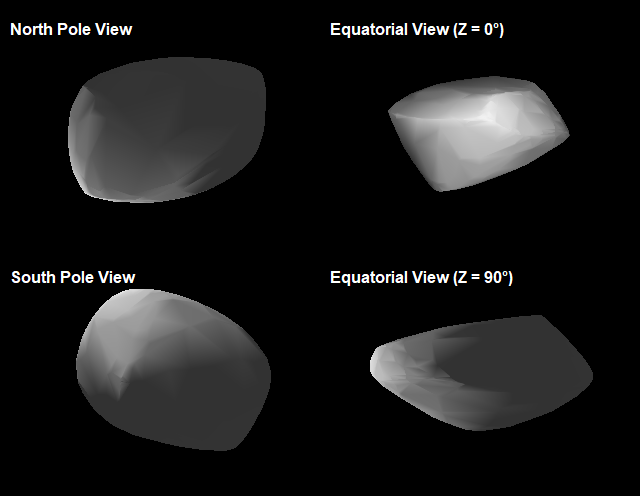 North Pole View
Equatorial View (Z = 0°)
South Pole View
Equatorial View (Z = 90°)